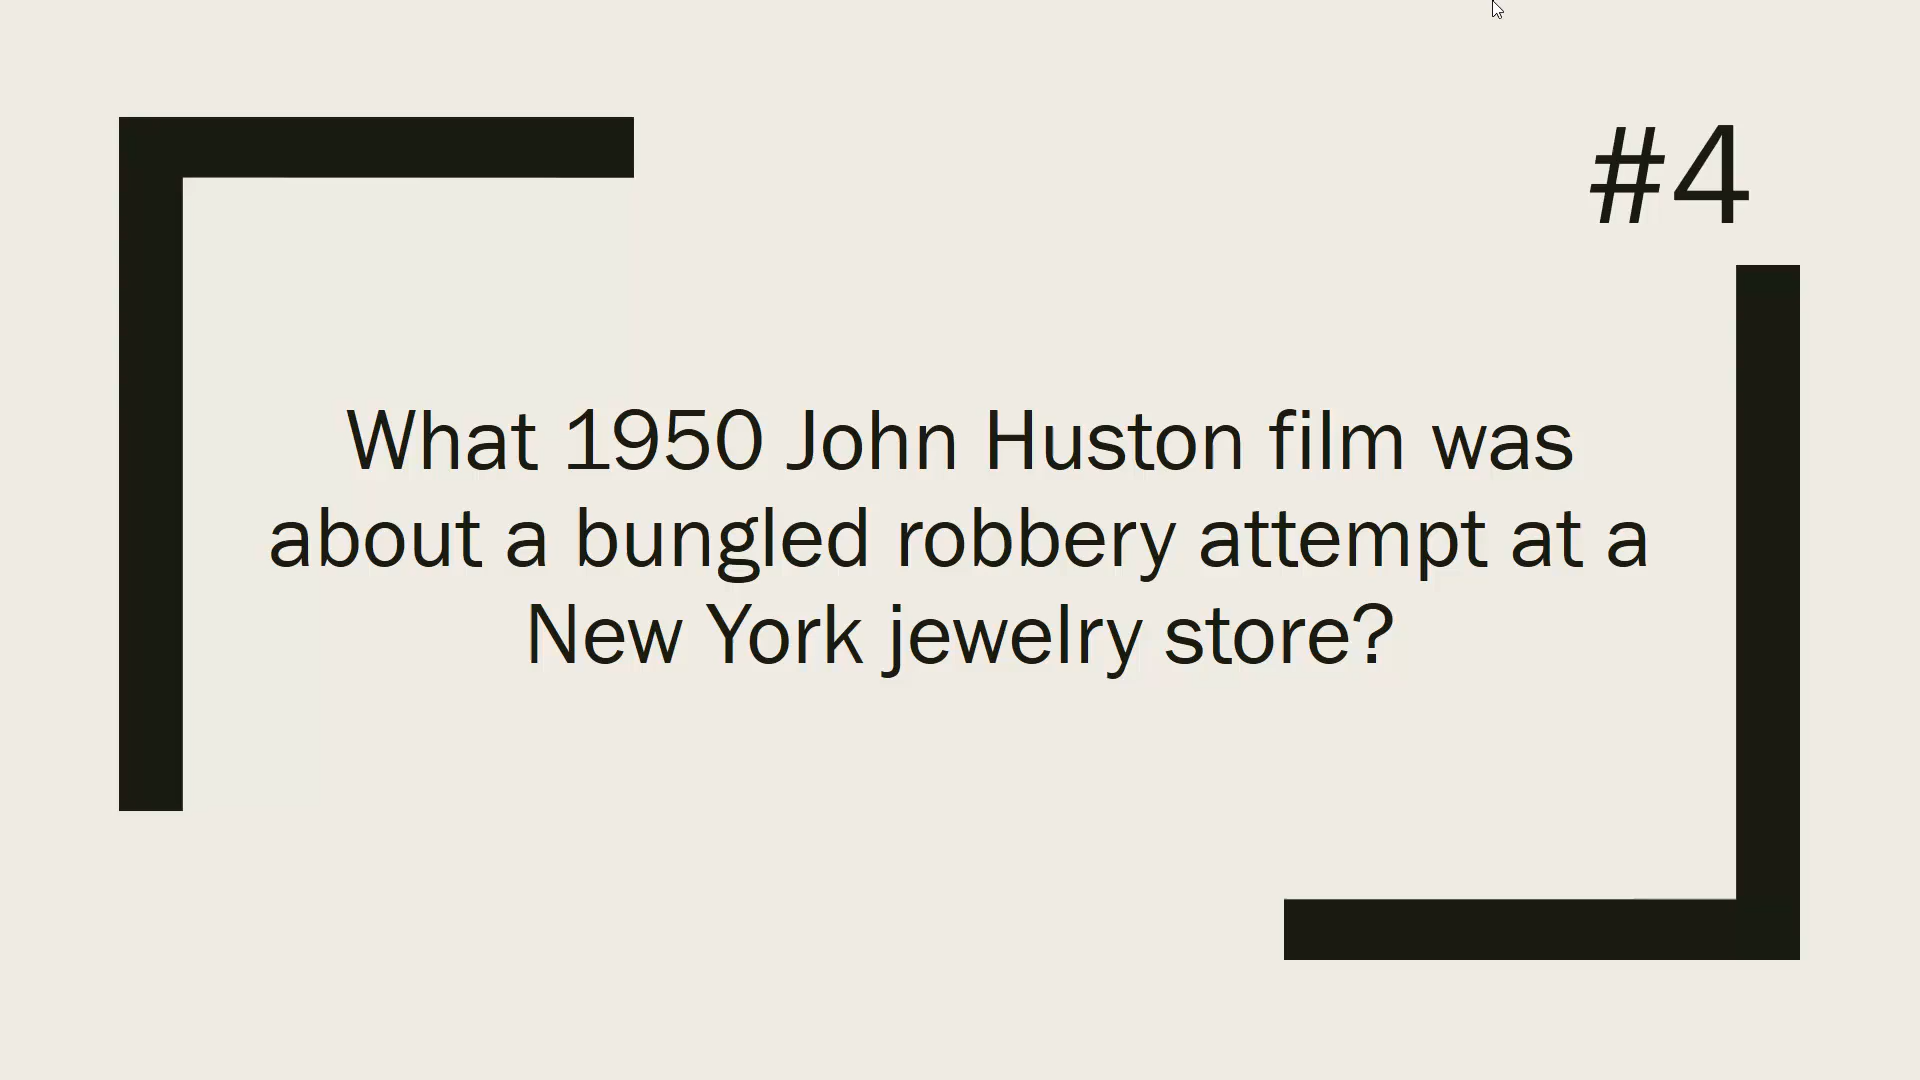 #4
What 1950 John Huston film was
about a bungled robbery attempt at a
New York jewelry store?